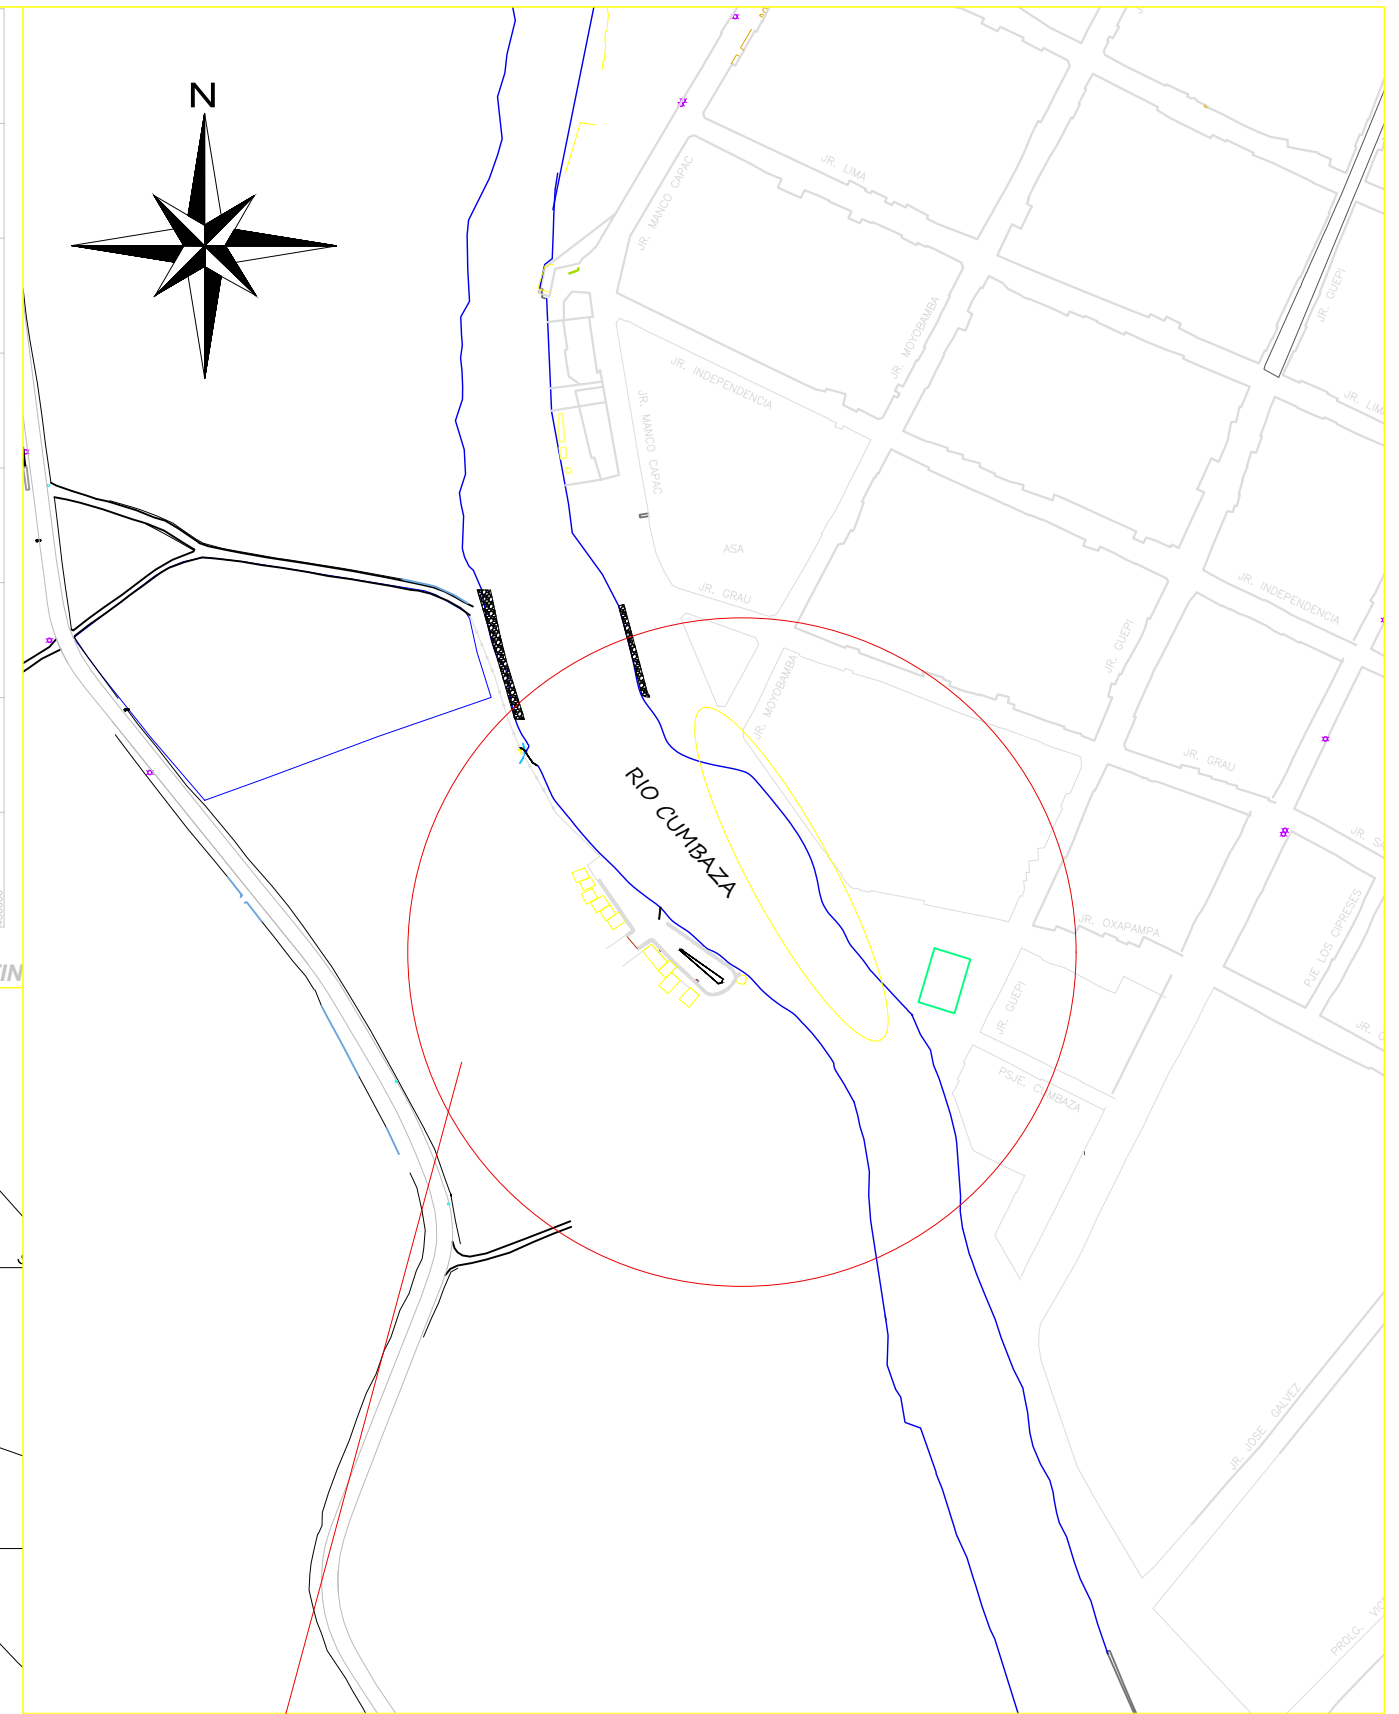 N
JR. LIMA
JR. MANCO CAPAC
JR. GUEPI
JR. MOYOBAMBA
JR. INDEPENDENCIA
JR. MANCO CAPAC
ASA
JR. GRAU
JR. INDEPENDENCIA
JR. GUEPI
JR. MOYOBAMBA
JR. GRAU
RIO CUMBAZA
JR. OXAPAMPA
PJE LOS CIPRESES
JR. GUEPI
PSJE. CUMBAZA
JR. JOSE GALVEZ
PROLG.